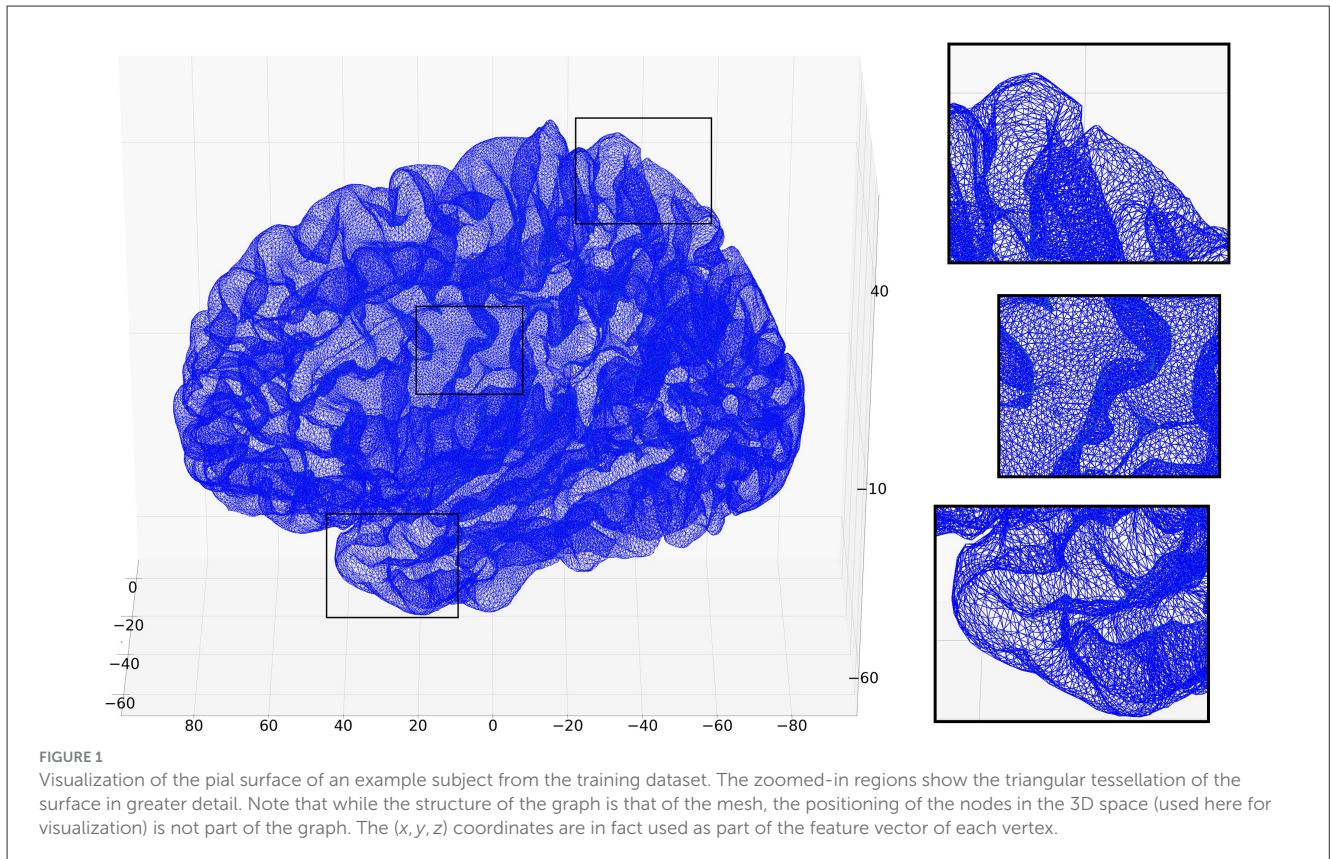 40
−10
−60
0
−20
−40
−60
80 60 40 20 0 −20 −40 −60 −80
FIGURE 1
Visualization of the pial surface of an example subject from the training dataset. The zoomed-in regions show the triangular tessellation of the
surface in greater detail. Note that while the structure of the graph is that of the mesh, the positioning of the nodes in the 3D space (used here for
visualization) is not part of the graph. The (x, y, z) coordinates are in fact used as part of the feature vector of each vertex.